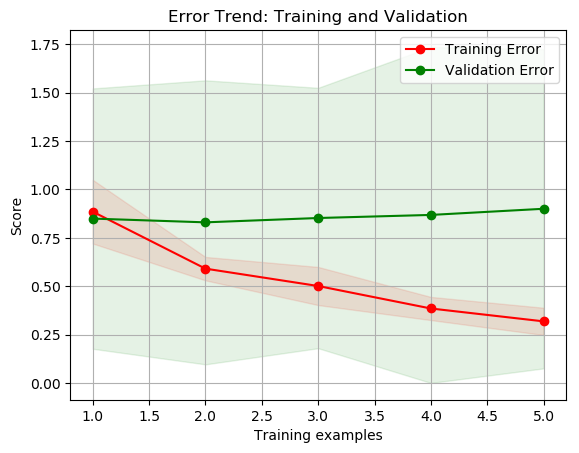 Error Trend: Training and Validation
Training Error
Validation Error
1.75
1.50
1.25
1.00
0.75
0.50
0.25
0.00
Score
1.0 1.5 2.0 2.5 3.0 3.5 4.0 4.5 5.0
Training examples